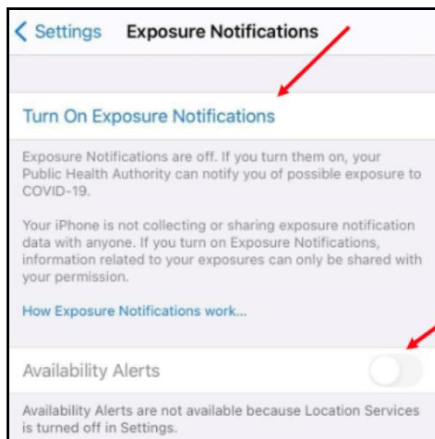 Settings Exposure Notifications
Turn On Exposure Notifications
Exposure Notifications are off. If you turn them on, your
Public Health Authority can notify you of possible exposure to
COVID-19.
Your iPhone is not collecting or sharing exposure notification
data with anyone. If you turn on Exposure Notifications,
information related to your exposures can only be shared with
your permission.
How Exposure Notifications work...
Availability Alerts
Availability Alerts are not available because Location Services
is turned off in Settings.